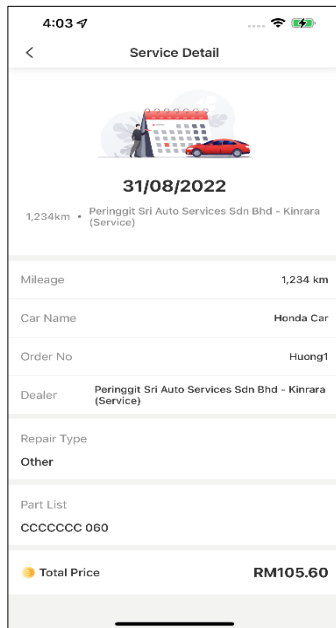 4:03
Service Detail
31/08/2022
1,234km • Peringgit Sri Auto Services Sdn Bhd - Kinrara
(Service)
Mileage 1,234 km
Car Name Honda Car
Order No Huong1
Dealer Peringgit Sri Auto Services Sdn Bhd - Kinrara
(Service)
Repair Type
Other
Part List
CCCCCCC 060
Total Price RM105.60